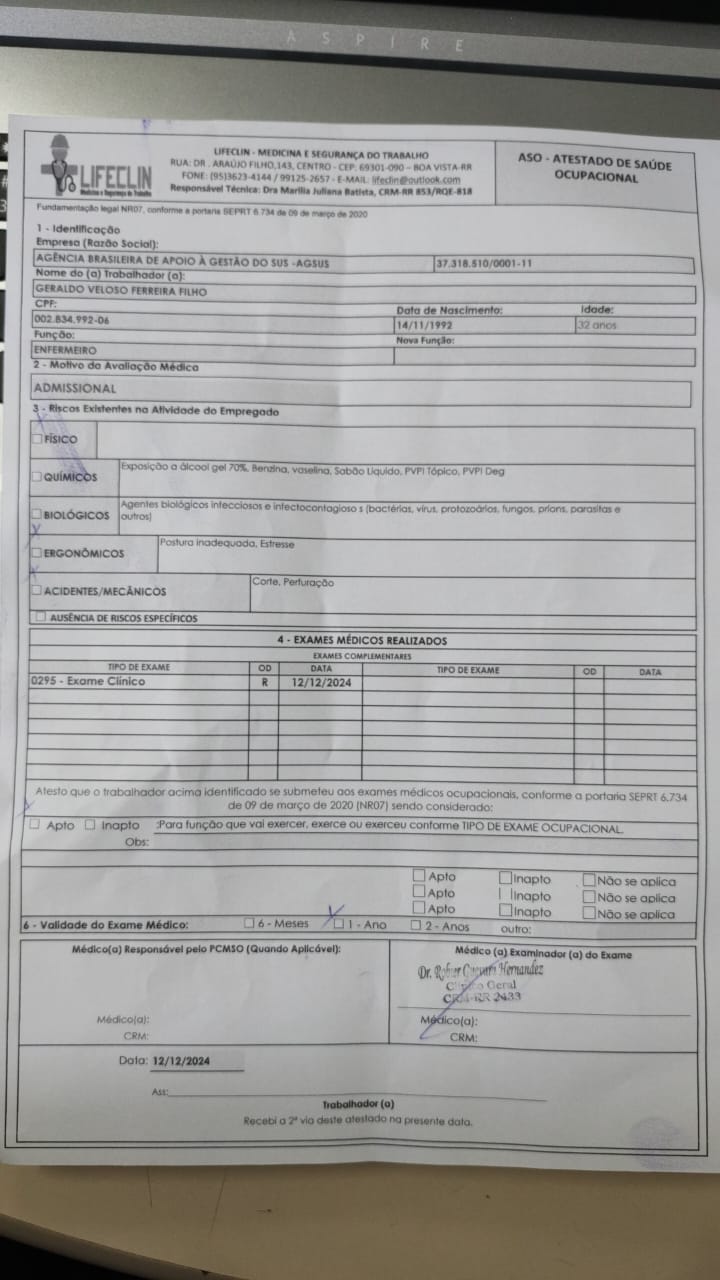 ASPIRE
LIFECLIN
Medicina e Segurança do Trabalho
LIFECLIN - MEDICINA E SEGURANÇA DO TRABALHO
RUA: DR . ARAÚJO FILHO,143, CENTRO - CEP: 69301-090 – BOA VISTA-RR
FONE: (95)3623-4144 / 99125-2657 - E-MAIL: lifeclin@outlook.com
Responsável Técnica: Dra Marilia Juliana Batista, CRM-RR 853/RQE-818
ASO - ATESTADO DE SAÚDE
OCUPACIONAL
Fundamentação legal NR07, conforme a portaria SEPRT 6.734 de 09 de março de 2020
1 - Identificação
Empresa (Razão Social):
AGÊNCIA BRASILEIRA DE APOIO À GESTÃO DO SUS -AGSUS 37.318.510/0001-11
Nome do (a) Trabalhador (a):
GERALDO VELOSO FERREIRA FILHO
CPF: Data de Nascimento: Idade:
002.834.992-06 14/11/1992 32 anos
Função: Nova Função:
ENFERMEIRO
2 - Motivo da Avaliação Médica
ADMISSIONAL
3 - Riscos Existentes na Atividade do Empregado
FÍSICO
QUÍMICOS Exposição a álcool gel 70%, Benzina, vaselina, Sabão Líquido, PVPI Tópico, PVPI Deg
BIOLÓGICOS Agentes biológicos infecciosos e infectocontagioso s (bactérias, vírus, protozoários, fungos, príons, parasitas e
outros)
ERGONÔMICOS Postura inadequada, Estresse
ACIDENTES/MECÂNICOS Corte, Perfuração
AUSÊNCIA DE RISCOS ESPECÍFICOS
4 - EXAMES MÉDICOS REALIZADOS
EXAMES COMPLEMENTARES
TIPO DE EXAME OD DATA TIPO DE EXAME OD DATA
0295 - Exame Clínico R 12/12/2024
Atesto que o trabalhador acima identificado se submeteu aos exames médicos ocupacionais, conforme a portaria SEPRT 6.734
de 09 de março de 2020 (NR07) sendo considerado:
Apto Inapto :Para função que vai exercer, exerce ou exerceu conforme TIPO DE EXAME OCUPACIONAL.
Obs:
Apto Inapto Não se aplica
Apto Inapto Não se aplica
Apto Inapto Não se aplica
6 - Validade do Exame Médico: 6 - Meses X 1 - Ano 2 - Anos outro:
Médico(a) Responsável pelo PCMSO (Quando Aplicável): Médico (a) Examinador (a) do Exame
Dr. Hernandez
Clínico Geral
CRM-RR 2433
Médico(a): Médico(a):
CRM: CRM:
Data: 12/12/2024
Ass:
Trabalhador (a)
Recebi a 2ª via deste atestado na presente data.